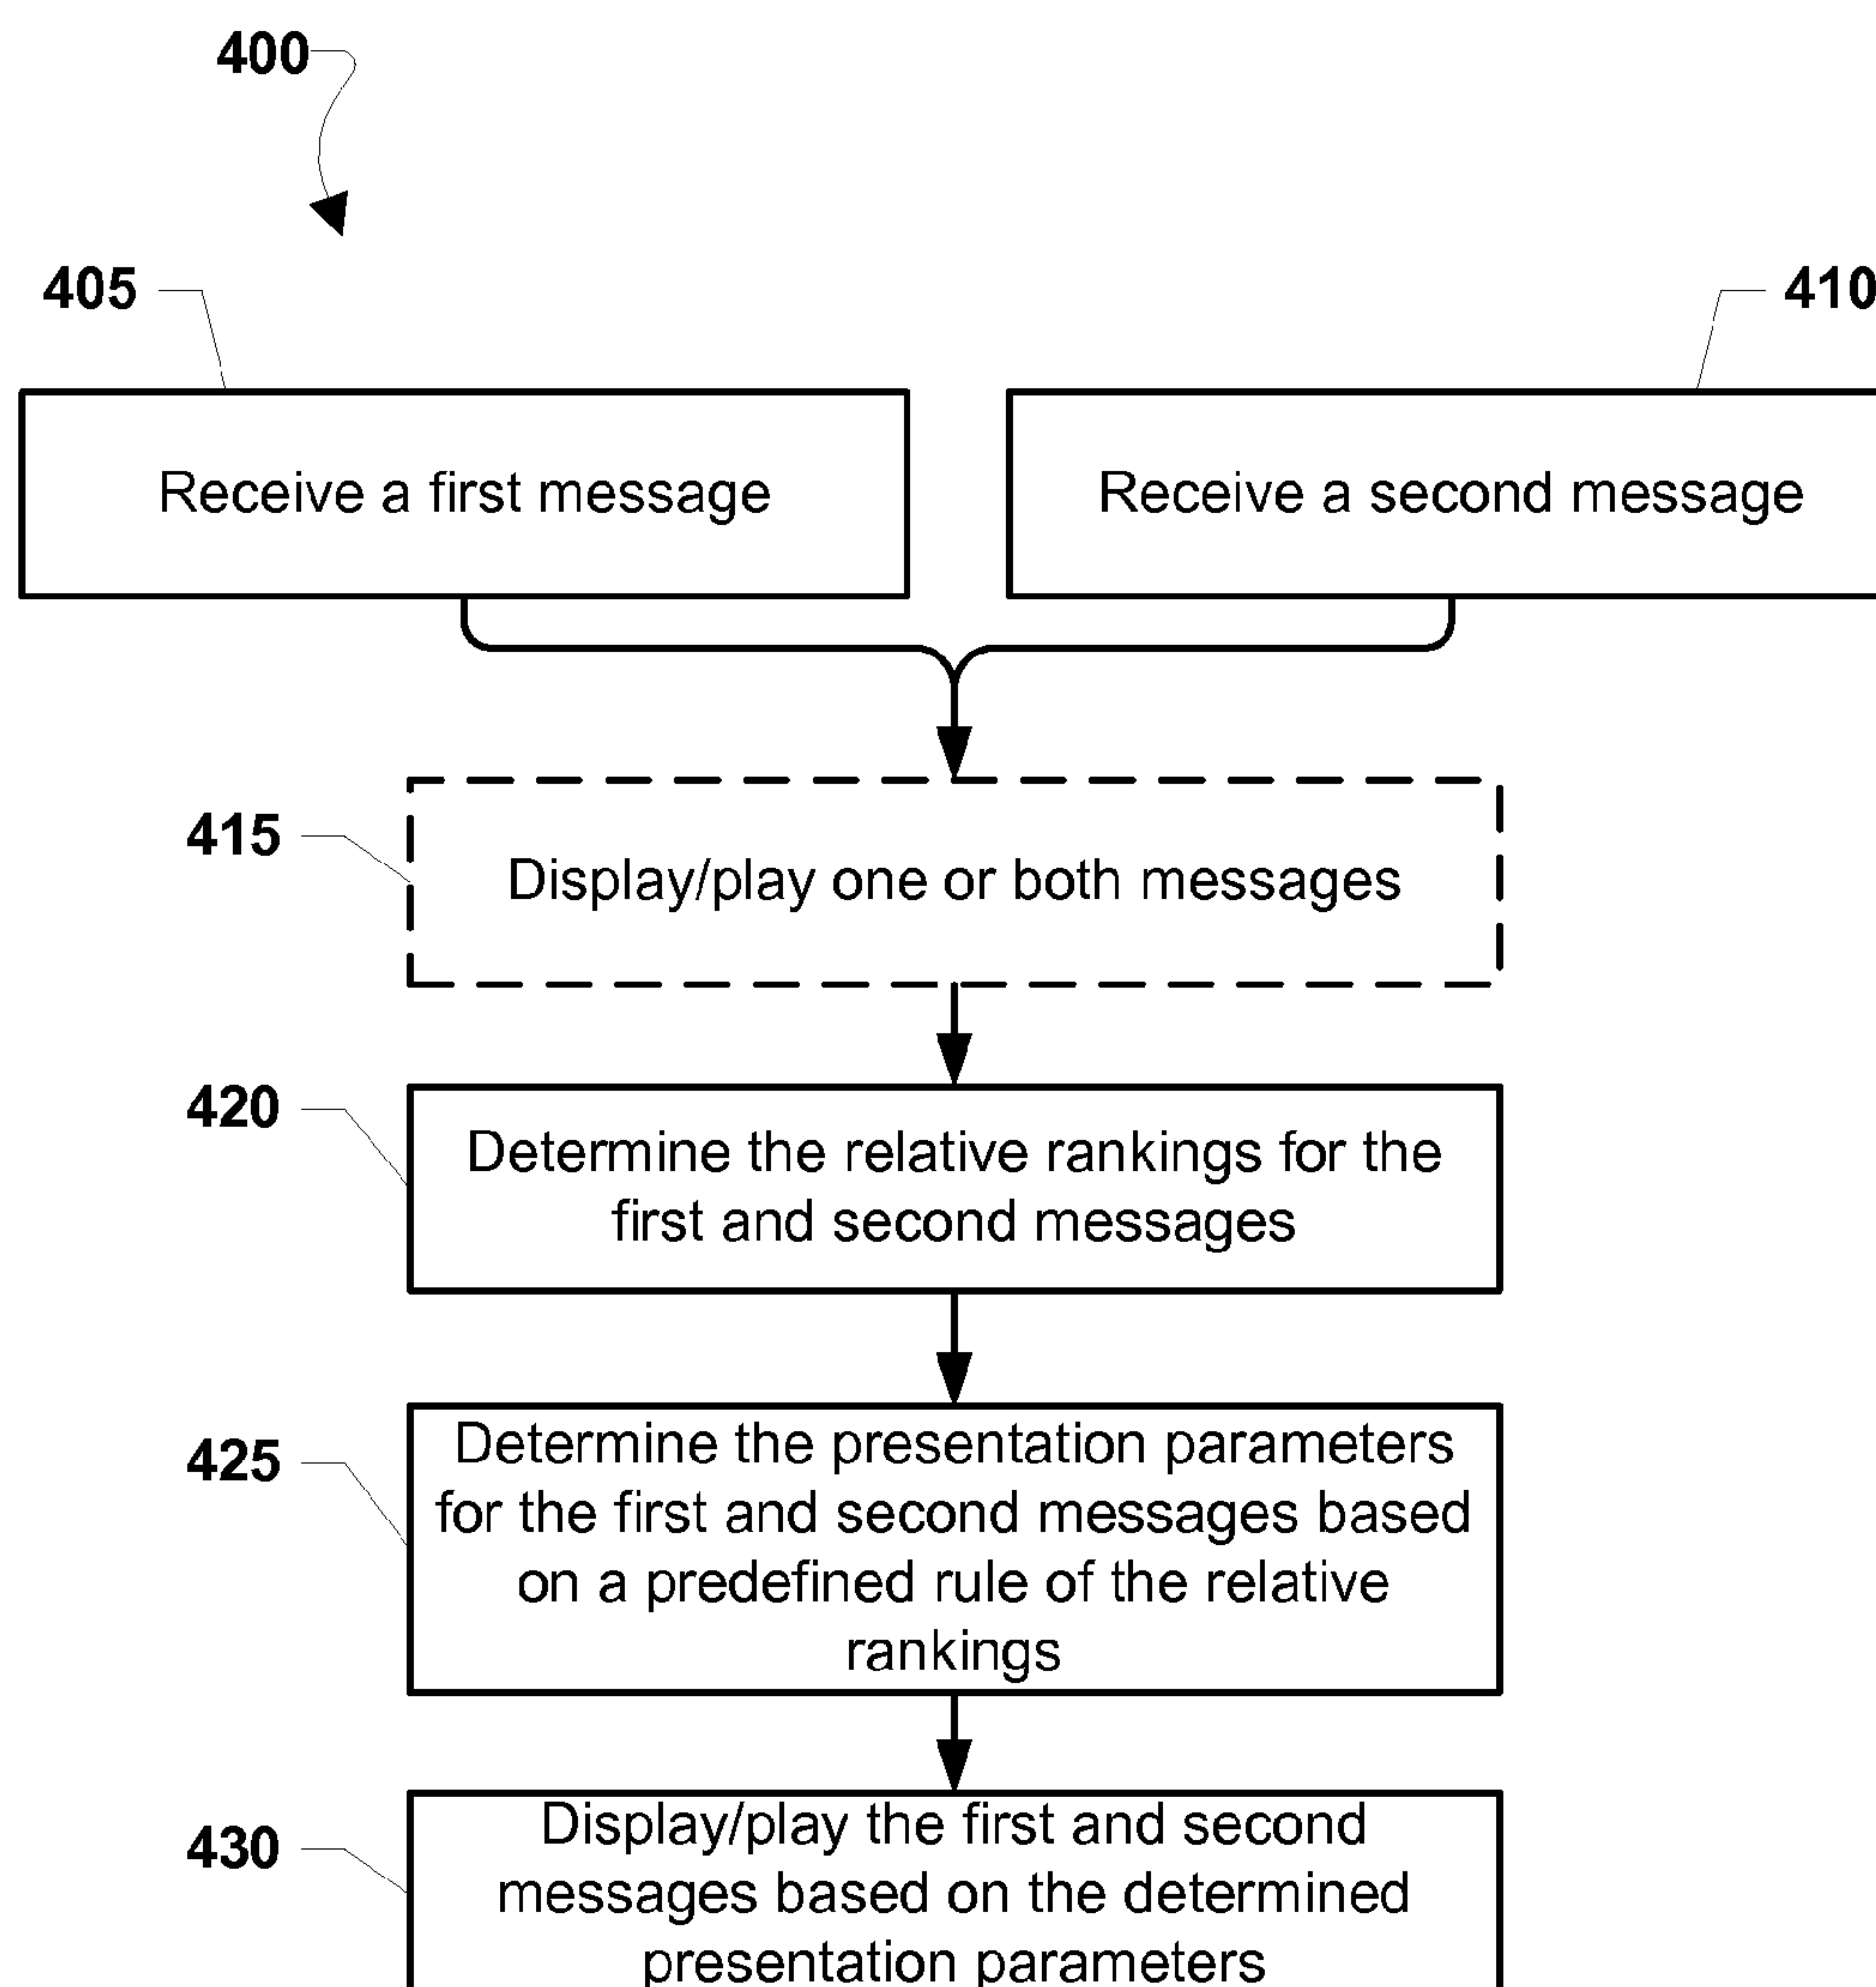 400
405
410
Receive a first message
Receive a second message
415
Display/play one or both messages
420
Determine the relative rankings for the
first and second messages
425
Determine the presentation parameters
for the first and second messages based
on a predefined rule of the relative
rankings
430
Display/play the first and second
messages based on the determined
presentation parameters